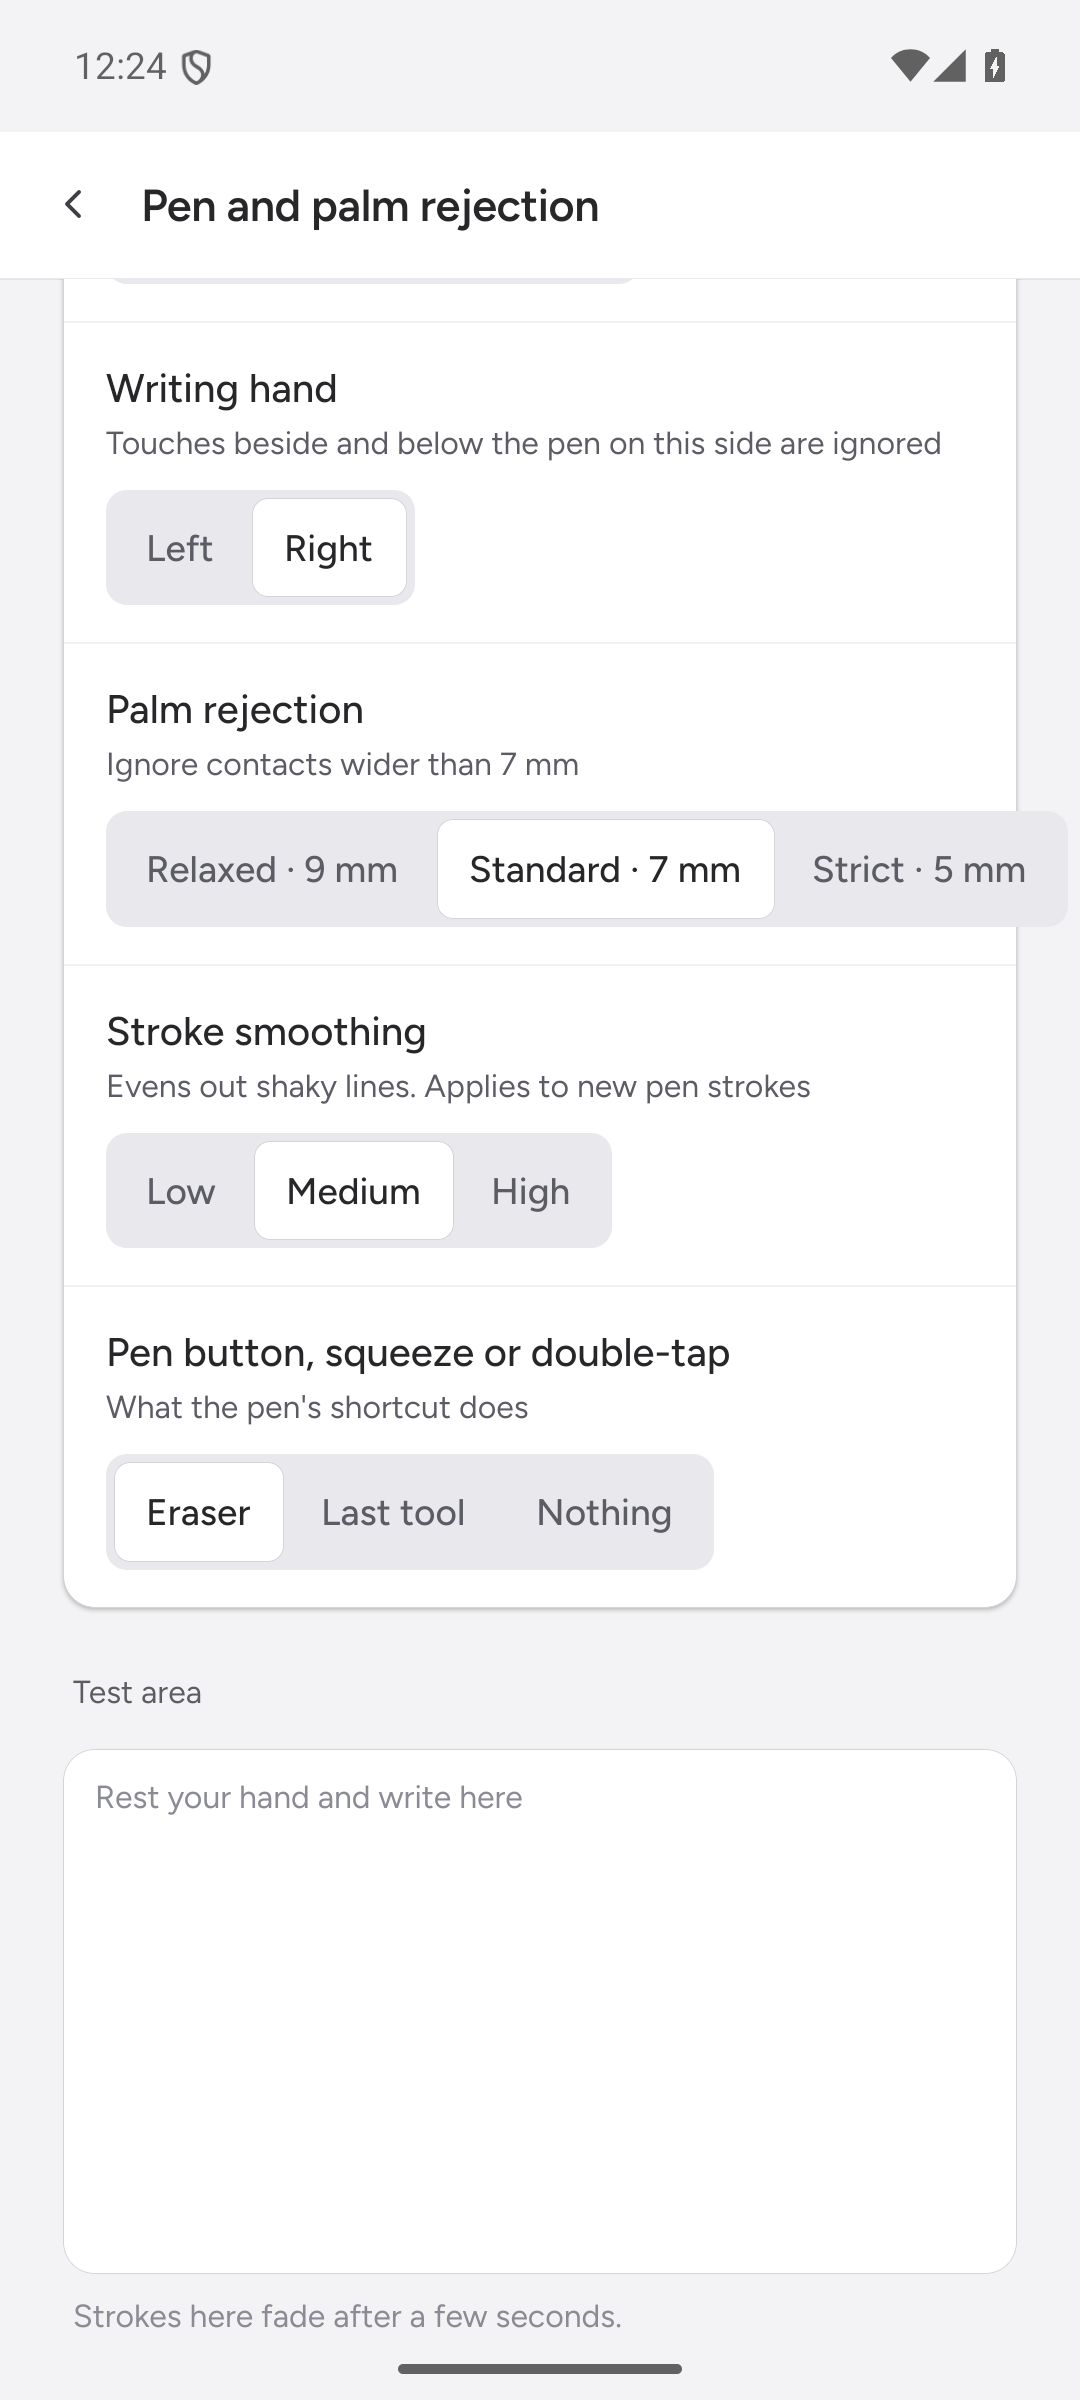 12:24
Pen and palm rejection
Writing hand
Touches beside and below the pen on this side are ignored
Left Right
Palm rejection
Ignore contacts wider than 7 mm
Relaxed · 9 mm Standard · 7 mm Strict · 5 mm
Stroke smoothing
Evens out shaky lines. Applies to new pen strokes
Low Medium High
Pen button, squeeze or double-tap
What the pen's shortcut does
Eraser Last tool Nothing
Test area
Rest your hand and write here
Strokes here fade after a few seconds.